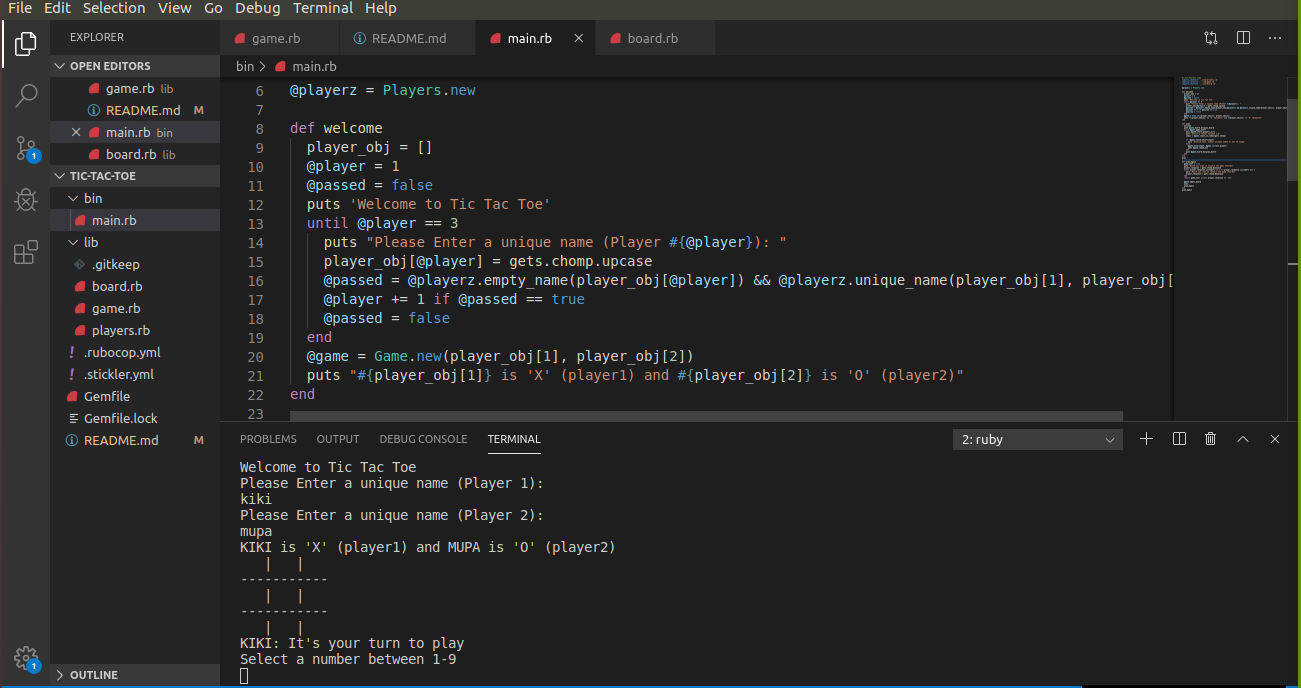 File Edit Selection View Go Debug Terminal Help
EXPLORER
OPEN EDITORS
game.rb lib
README.md M
main.rb bin
board.rb lib
TIC-TAC-TOE
bin
main.rb
lib
.gitkeep
board.rb
game.rb
players.rb
.rubocop.yml
.stickler.yml
Gemfile
Gemfile.lock
README.md M
OUTLINE
1
1
game.rb README.md main.rb board.rb
bin main.rb
6 @playerz = Players.new
7
8 def welcome
9 player_obj = []
10 @player = 1
11 @passed = false
12 puts 'Welcome to Tic Tac Toe'
13 until @player == 3
14 puts "Please Enter a unique name (Player #{@player}): "
15 player_obj[@player] = gets.chomp.upcase
16 @passed = @playerz.empty_name(player_obj[@player]) && @playerz.unique_name(player_obj[1], player_obj[
17 @player += 1 if @passed == true
18 @passed = false
19 end
20 @game = Game.new(player_obj[1], player_obj[2])
21 puts "#{player_obj[1]} is 'X' (player1) and #{player_obj[2]} is 'O' (player2)"
22 end
23
PROBLEMS OUTPUT DEBUG CONSOLE TERMINAL 2: ruby
Welcome to Tic Tac Toe
Please Enter a unique name (Player 1):
kiki
Please Enter a unique name (Player 2):
mupa
KIKI is 'X' (player1) and MUPA is 'O' (player2)
   |   |
-----------
   |   |
-----------
   |   |
KIKI: It's your turn to play
Select a number between 1-9